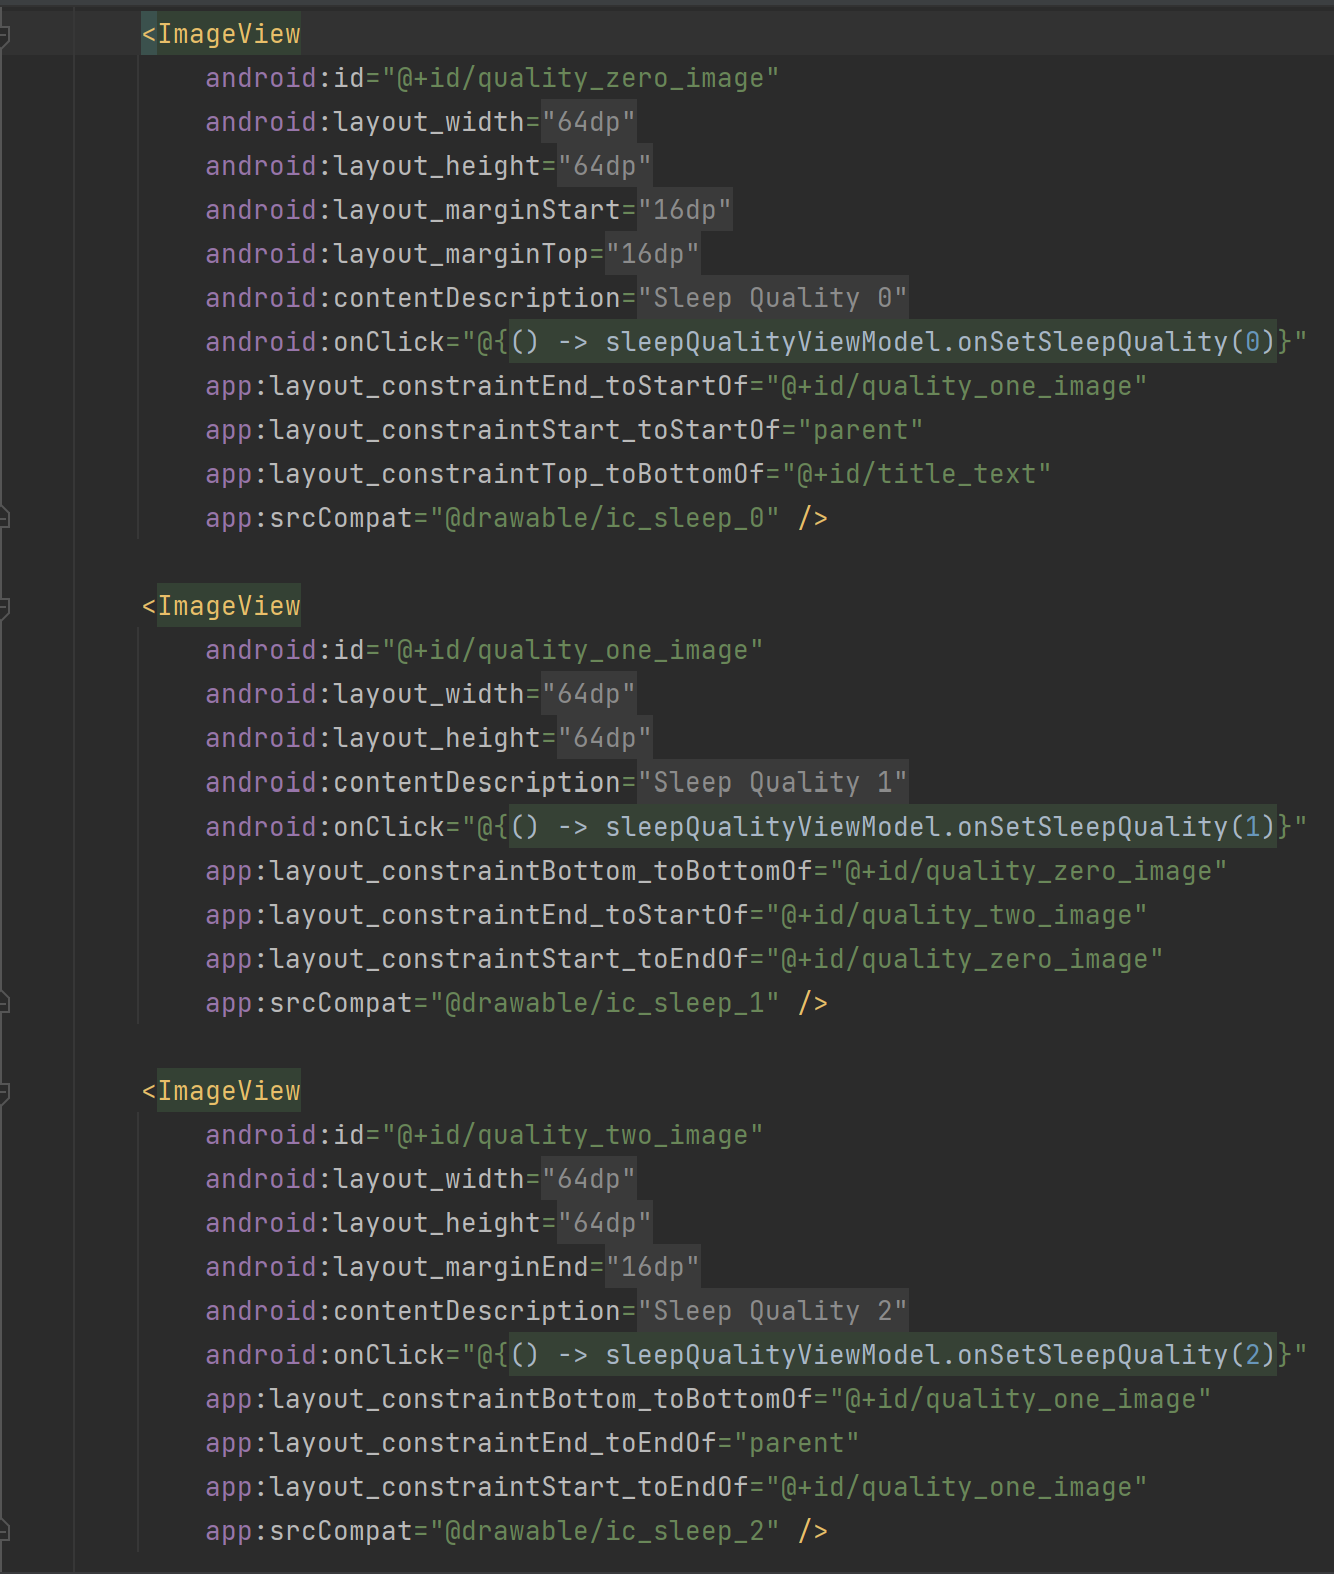 <ImageView
android:id="@+id/quality_zero_image"
android:layout_width="64dp"
android:layout_height="64dp"
android:layout_marginStart="16dp"
android:layout_marginTop="16dp"
android:contentDescription="Sleep Quality 0"
android:onClick="@{() -> sleepQualityViewModel.onSetSleepQuality(0)}"
app:layout_constraintEnd_toStartOf="@+id/quality_one_image"
app:layout_constraintStart_toStartOf="parent"
app:layout_constraintTop_toBottomOf="@+id/title_text"
app:srcCompat="@drawable/ic_sleep_0" />
<ImageView
android:id="@+id/quality_one_image"
android:layout_width="64dp"
android:layout_height="64dp"
android:contentDescription="Sleep Quality 1"
android:onClick="@{() -> sleepQualityViewModel.onSetSleepQuality(1)}"
app:layout_constraintBottom_toBottomOf="@+id/quality_zero_image"
app:layout_constraintEnd_toStartOf="@+id/quality_two_image"
app:layout_constraintStart_toEndOf="@+id/quality_zero_image"
app:srcCompat="@drawable/ic_sleep_1" />
<ImageView
android:id="@+id/quality_two_image"
android:layout_width="64dp"
android:layout_height="64dp"
android:layout_marginEnd="16dp"
android:contentDescription="Sleep Quality 2"
android:onClick="@{() -> sleepQualityViewModel.onSetSleepQuality(2)}"
app:layout_constraintBottom_toBottomOf="@+id/quality_one_image"
app:layout_constraintEnd_toEndOf="parent"
app:layout_constraintStart_toEndOf="@+id/quality_one_image"
app:srcCompat="@drawable/ic_sleep_2" />